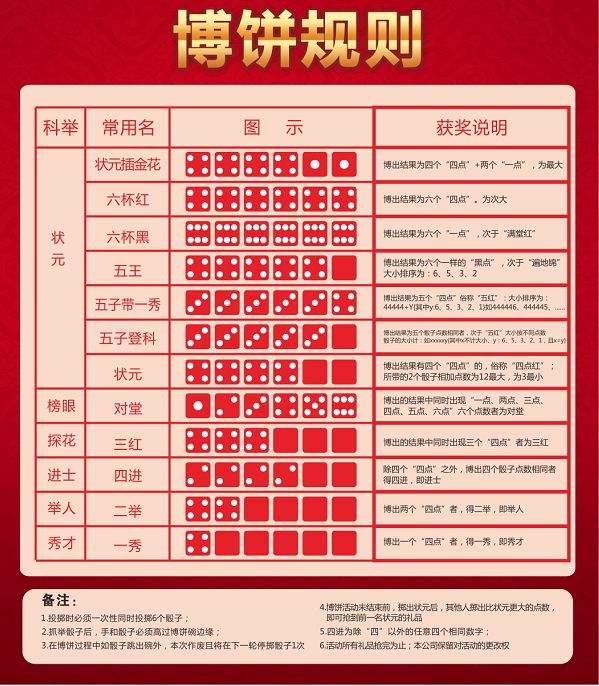 博饼规则
科举 常用名 图 示 获奖说明
状元
状元插金花 博出结果为四个“四点”+两个“一点”，为最大
六杯红 博出结果为六个“四点”。为次大
六杯黑 博出结果为六个“一点”，次于“满堂红”
五王 博出结果为六个一样的“黑点”，次于“遍地锦”
大小排序为：6、5、3、2
五子带一秀 博出结果为五个“四点”俗称“五红”：大小排序为：
44444+Y(其中y:6、5、3、2、1)如444446、444445、......
五子登科 博出结果为五个骰子点数相同者，次于“五红”大小按不同点数
骰子的大小计：如xxxxxy(其中x不计大小、y：6、5、3、2、1，且x=y)
状元 博出结果有四个“四点”的，俗称“四点红”；
所带的2个骰子相加点数为12最大，为3最小
榜眼 对堂 博出的结果中同时出现“一点、两点、三点、
四点、五点、六点”六个点数者为对堂
探花 三红 博出的结果中同时出现三个“四点”者为三红
进士 四进 除四个“四点”之外，博出四个骰子点数相同者
得四进，即进士
举人 二举 博出两个“四点”者，得二举，即举人
秀才 一秀 博出一个“四点”者，得一秀，即秀才
备注：
1.投掷时必须一次性同时投掷6个骰子；
2.抓举骰子后，手和骰子必须高过博饼碗边缘；
3.在博饼过程中如骰子跳出碗外，本次作废且将在下一轮停掷骰子1次
4.博饼活动未结束前，掷出状元后，其他人掷出比状元更大的点数，
即可抢到前一名状元的礼品
5.四进为除“四”以外的任意四个相同数字；
6.活动所有礼品抢完为止；本公司保留对活动的更改权